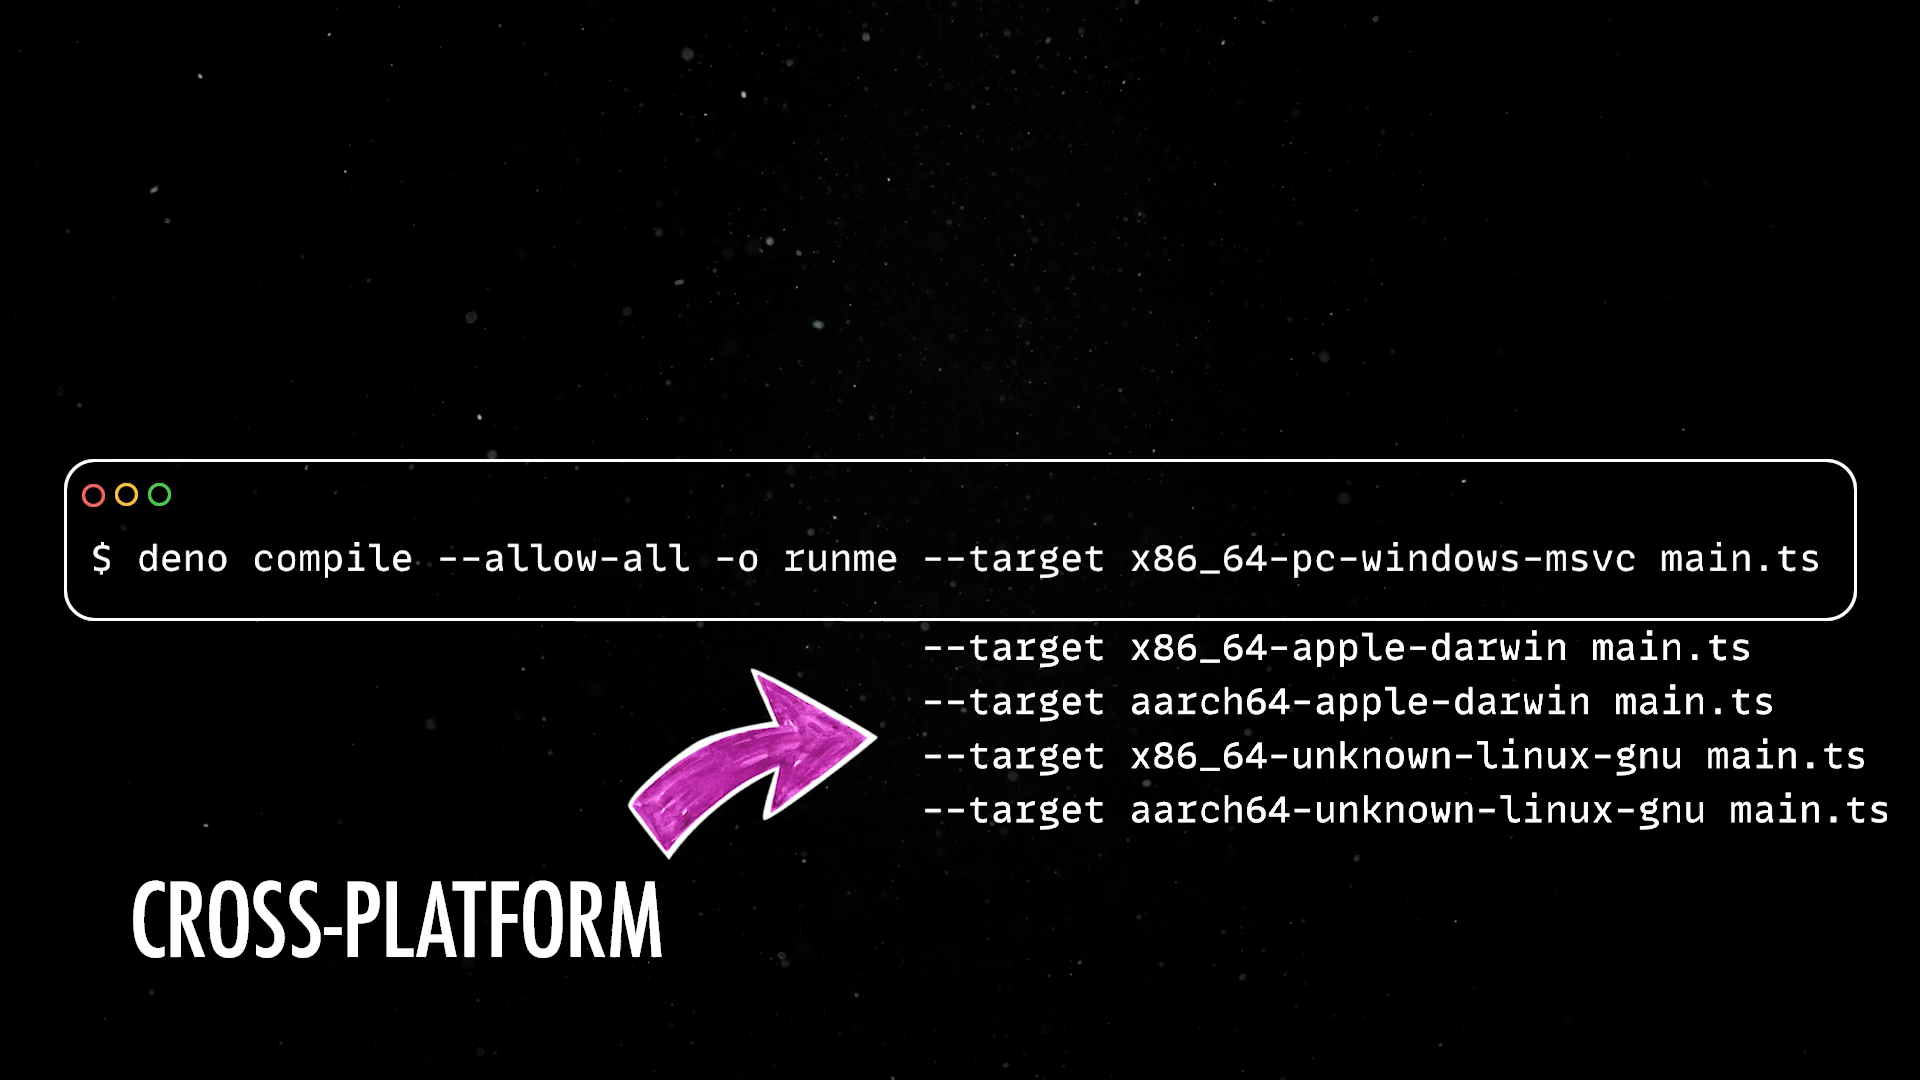 $ deno compile --allow-all -o runme --target x86_64-pc-windows-msvc main.ts
--target x86_64-apple-darwin main.ts
--target aarch64-apple-darwin main.ts
--target x86_64-unknown-linux-gnu main.ts
--target aarch64-unknown-linux-gnu main.ts
CROSS-PLATFORM